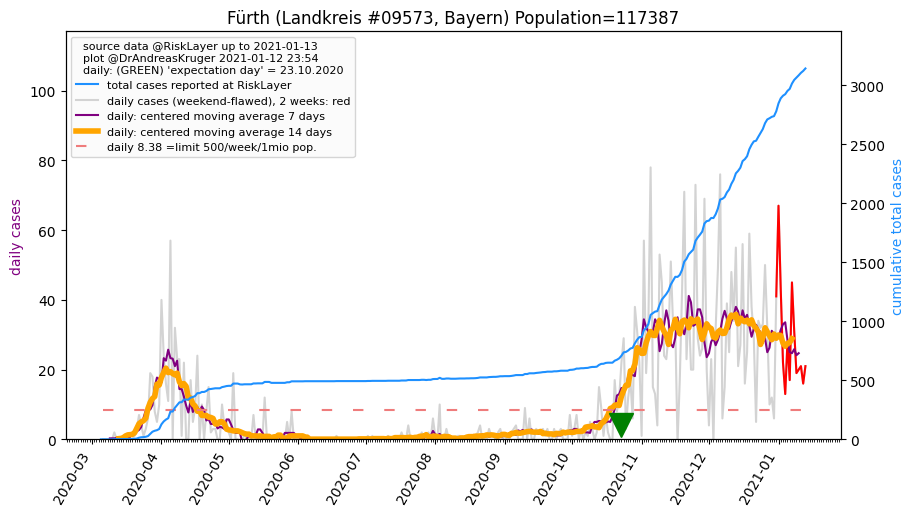 Fürth (Landkreis #09573, Bayern) Population=117387
source data @RiskLayer up to 2021-01-13
plot @DrAndreasKruger 2021-01-12 23:54
daily: (GREEN) 'expectation day' = 23.10.2020
total cases reported at RiskLayer
daily cases (weekend-flawed), 2 weeks: red
daily: centered moving average 7 days
daily: centered moving average 14 days
daily 8.38 =limit 500/week/1mio pop.
daily cases
100
80
60
40
20
0
cumulative total cases
3000
2500
2000
1500
1000
500
0
2020-03
2020-04
2020-05
2020-06
2020-07
2020-08
2020-09
2020-10
2020-11
2020-12
2021-01